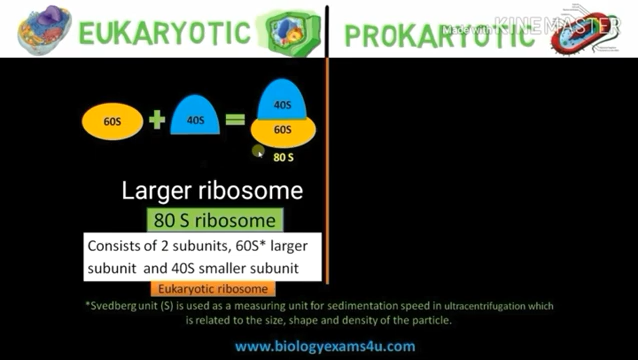 EUKARYOTIC
PROKARYOTIC
Made with KINEMASTER
60S
40S
40S
60S
80 S
Larger ribosome
80 S ribosome
Consists of 2 subunits, 60S* larger
subunit and 40S smaller subunit
Eukaryotic ribosome
*Svedberg unit (S) is used as a measuring unit for sedimentation speed in ultracentrifugation which
is related to the size, shape and density of the particle.
www.biologyexams4u.com